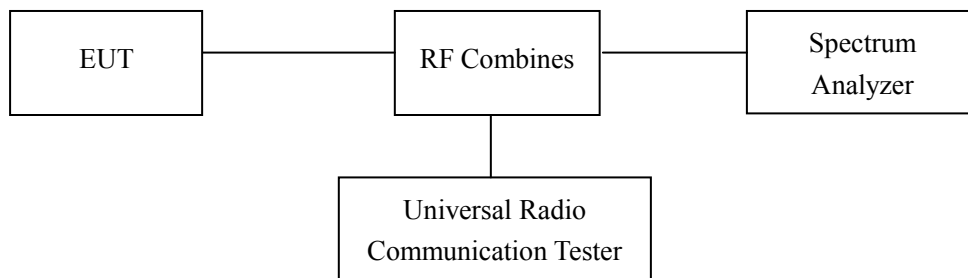 EUT
RF Combines
Spectrum
Analyzer
Universal Radio
Communication Tester